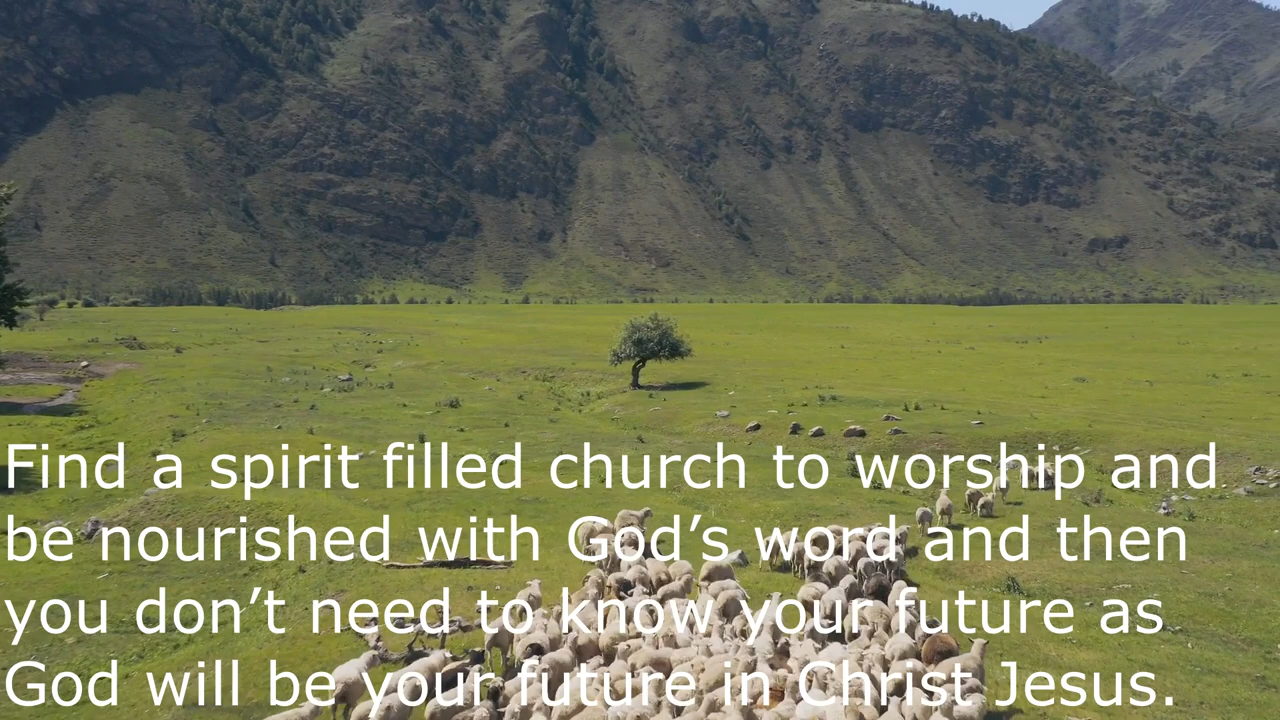 Find a spirit filled church to worship and
be nourished with God’s word and then
you don’t need to know your future as
God will be your future in Christ Jesus.